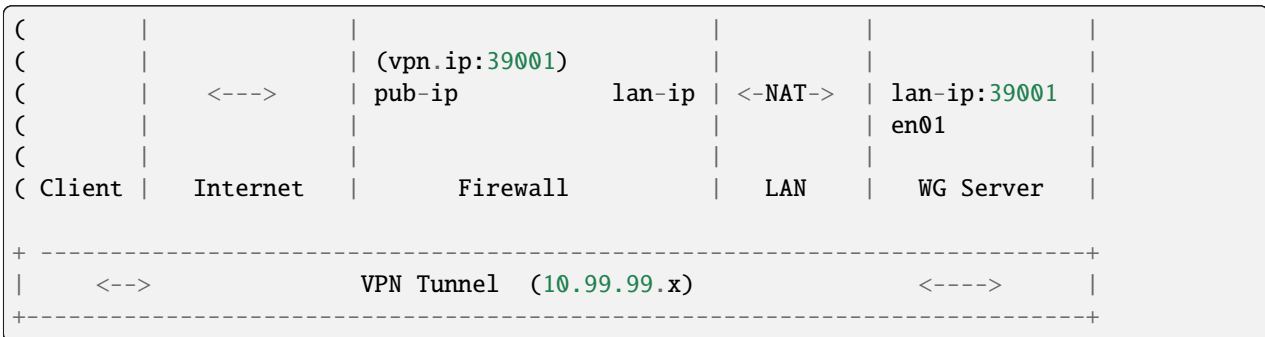 (        |              |                         |          |               |
(        |              | (vpn.ip:39001)          |          |               |
(        |    <--->     | pub-ip           lan-ip | <-NAT->  | lan-ip:39001  |
(        |              |                         |          | en01          |
(        |              |                         |          |               |
( Client |   Internet   |       Firewall          |   LAN    |   WG Server   |
+ --------------------------------------------------------------------------+
|     <-->               VPN Tunnel  (10.99.99.x)                <---->      |
+---------------------------------------------------------------------------+